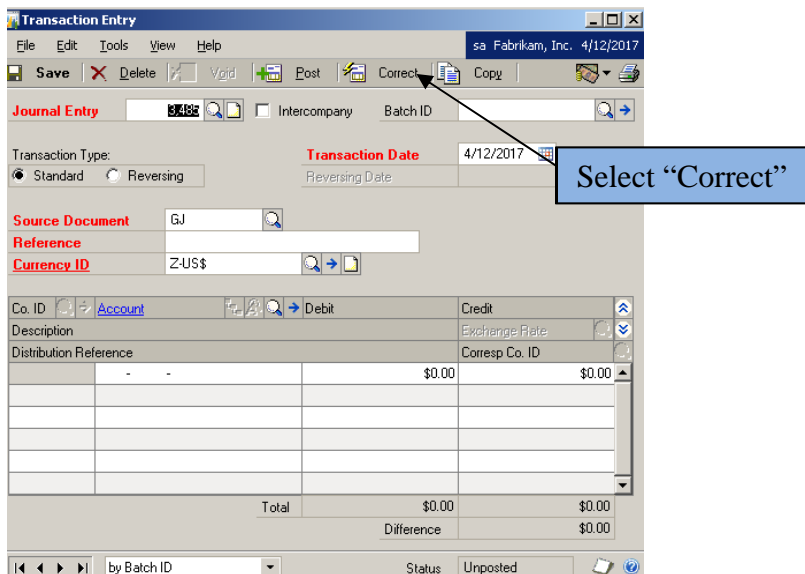 Transaction Entry
File Edit Tools View Help sa Fabrikam, Inc. 4/12/2017
Save Delete Void Post Correct Copy
Journal Entry 3,485 Intercompany Batch ID
Transaction Type: Transaction Date 4/12/2017
Standard Reversing Reversing Date
Select “Correct”
Source Document GJ
Reference
Currency ID Z-US$
Co. ID Account Debit Credit
Description Exchange Rate
Distribution Reference Corresp Co. ID
- - $0.00 $0.00
Total $0.00 $0.00
Difference $0.00
by Batch ID Status Unposted